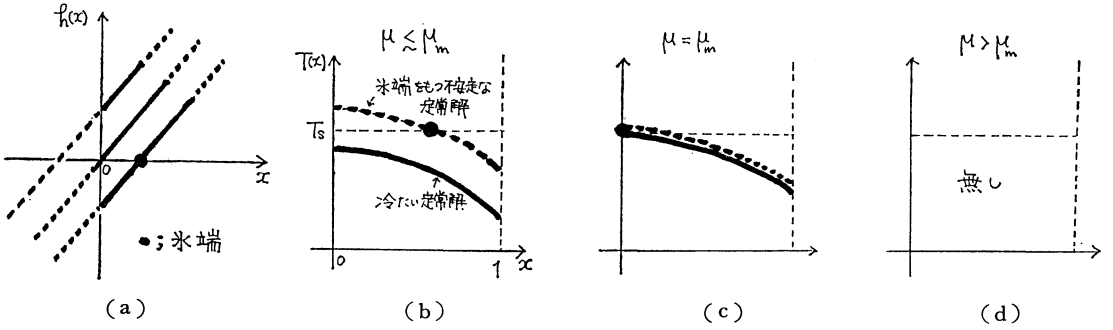 h(x)
x
0
●;氷端
(a)
μ≲μm
T(x)
氷端をもつ不安定な
定常解
Ts
冷たい定常解
0
1
x
(b)
μ=μm
(c)
μ>μm
無し
(d)